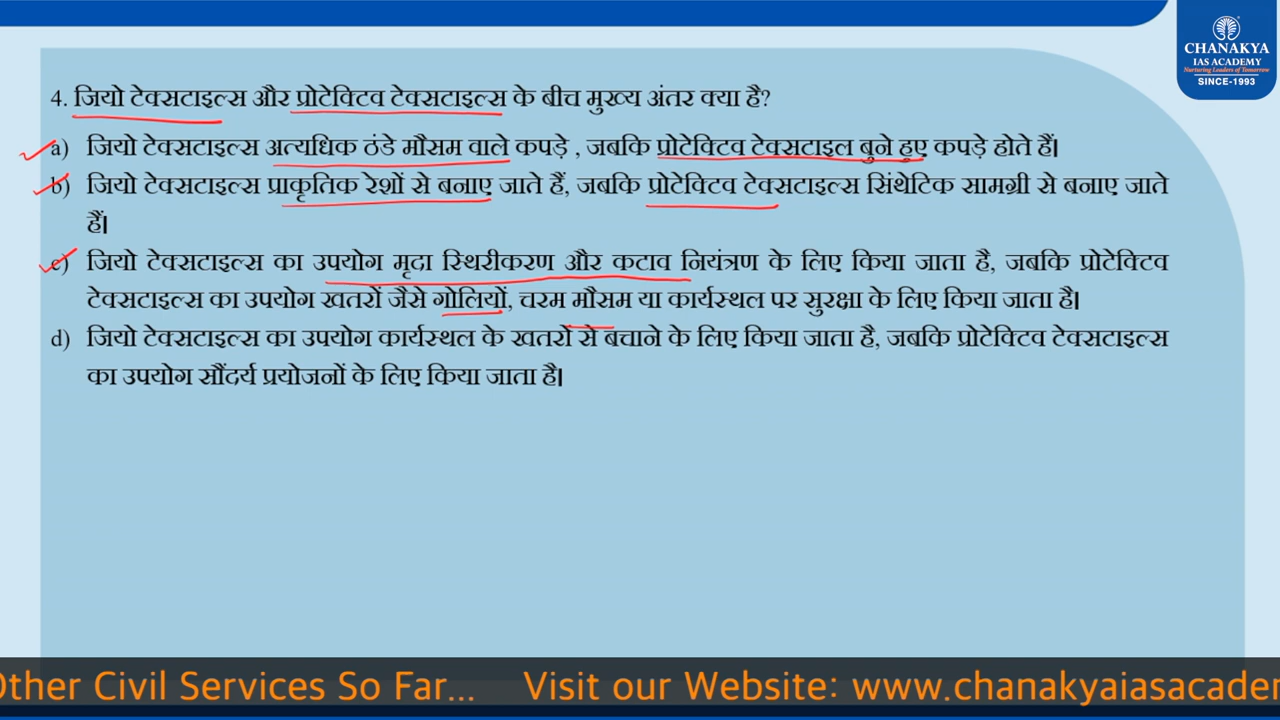 CHANAKYA
IAS ACADEMY
Nurturing Leaders of Tomorrow
SINCE-1993
4. जियो टेक्सटाइल्स और प्रोटेक्टिव टेक्सटाइल्स के बीच मुख्य अंतर क्या है?
a) जियो टेक्सटाइल्स अत्यधिक ठंडे मौसम वाले कपड़े , जबकि प्रोटेक्टिव टेक्सटाइल बुने हुए कपड़े होते हैं।
b) जियो टेक्सटाइल्स प्राकृतिक रेशों से बनाए जाते हैं, जबकि प्रोटेक्टिव टेक्सटाइल्स सिंथेटिक सामग्री से बनाए जाते
हैं।
c) जियो टेक्सटाइल्स का उपयोग मृदा स्थिरीकरण और कटाव नियंत्रण के लिए किया जाता है, जबकि प्रोटेक्टिव
टेक्सटाइल्स का उपयोग खतरों जैसे गोलियों, चरम मौसम या कार्यस्थल पर सुरक्षा के लिए किया जाता है।
d) जियो टेक्सटाइल्स का उपयोग कार्यस्थल के खतरों से बचाने के लिए किया जाता है, जबकि प्रोटेक्टिव टेक्सटाइल्स
का उपयोग सौंदर्य प्रयोजनों के लिए किया जाता है।
Other Civil Services So Far... Visit our Website: www.chanakyaiasacadem